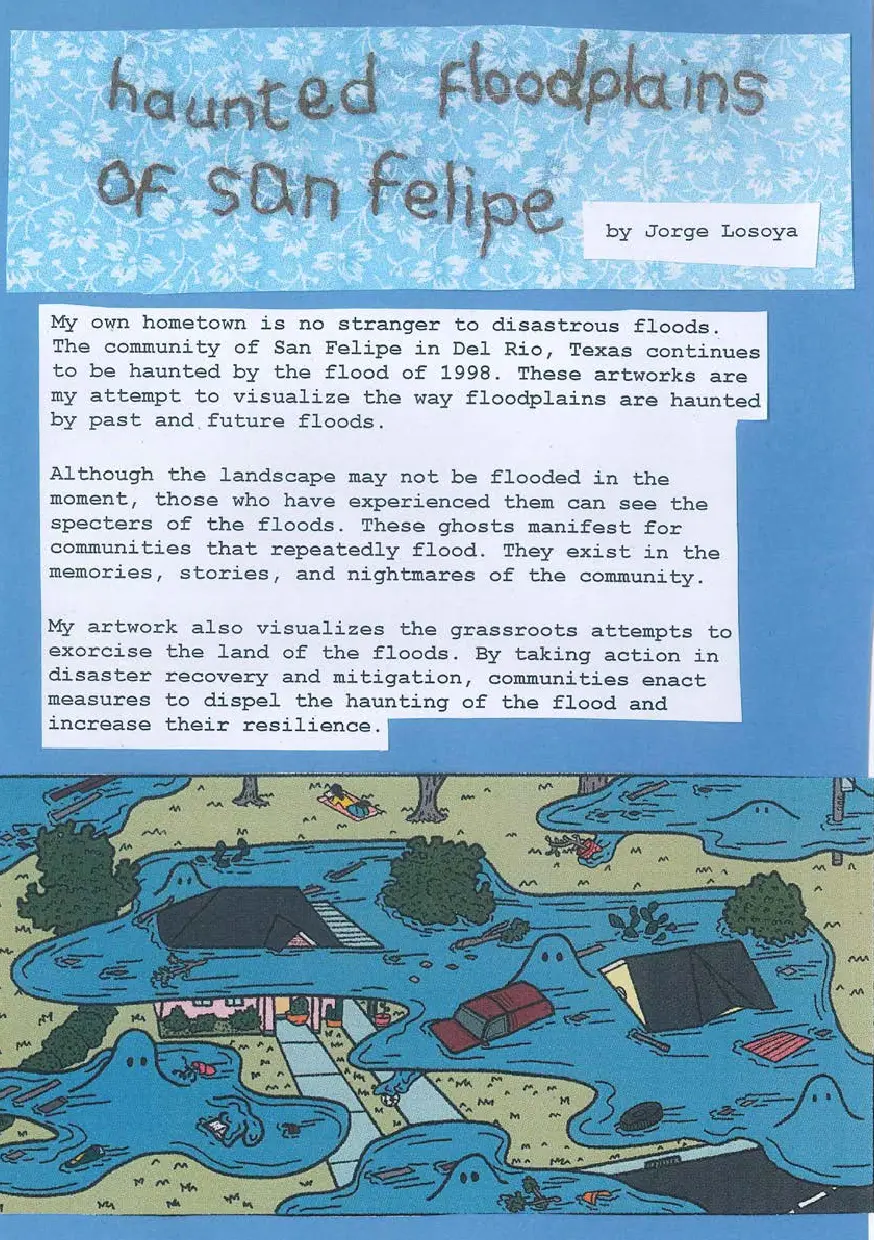 haunted floodplains
of san felipe
by Jorge Losoya
My own hometown is no stranger to disastrous floods.
The community of San Felipe in Del Rio, Texas continues
to be haunted by the flood of 1998. These artworks are
my attempt to visualize the way floodplains are haunted
by past and future floods.
Although the landscape may not be flooded in the
moment, those who have experienced them can see the
specters of the floods. These ghosts manifest for
communities that repeatedly flood. They exist in the
memories, stories, and nightmares of the community.
My artwork also visualizes the grassroots attempts to
exorcise the land of the floods. By taking action in
disaster recovery and mitigation, communities enact
measures to dispel the haunting of the flood and
increase their resilience.